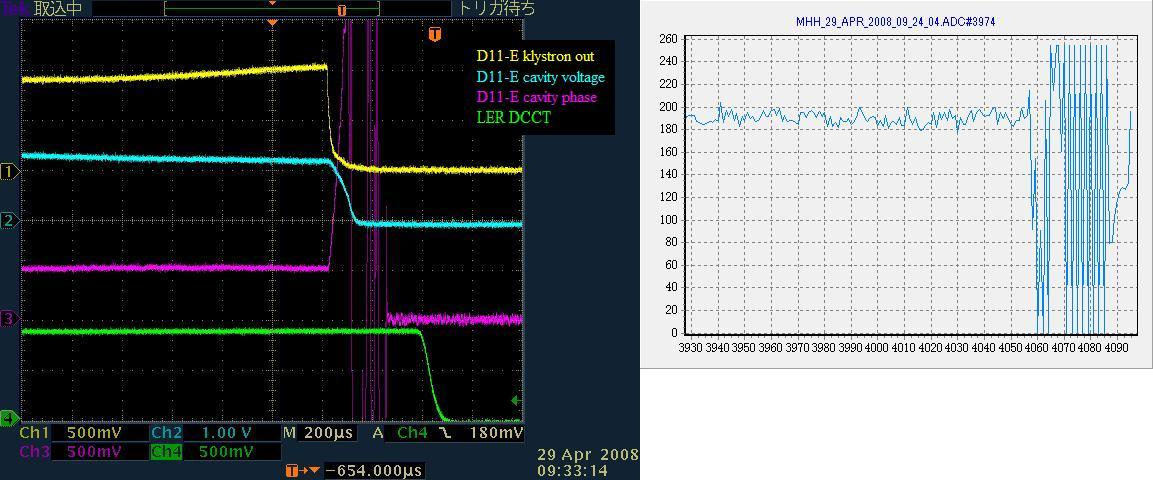 Tek 取込中
トリガ待ち
T
T
D11-E klystron out
D11-E cavity voltage
D11-E cavity phase
LER DCCT
1
2
3
4
Ch1 500mV Ch2 1.00 V M 200µs A Ch4 180mV
Ch3 500mV Ch4 500mV
T -654.000µs
29 Apr 2008
09:33:14
MHH_29_APR_2008_09_24_04.ADC#3974
260
240
220
200
180
160
140
120
100
80
60
40
20
0
3930 3940 3950 3960 3970 3980 3990 4000 4010 4020 4030 4040 4050 4060 4070 4080 4090